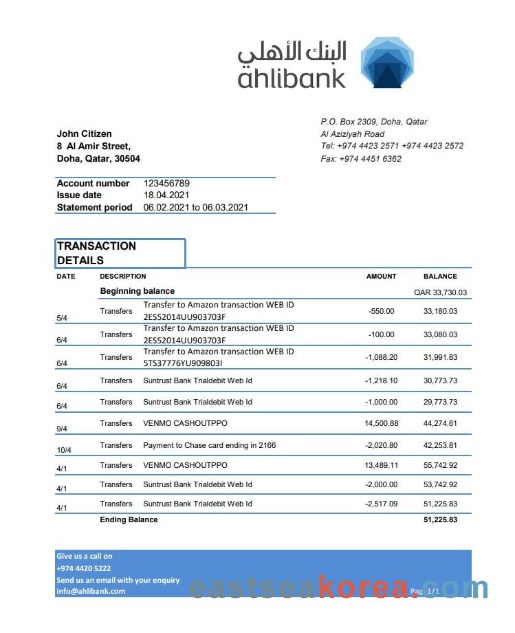 البنك الأهلي
ahlibank
P.O. Box 2309, Doha, Qatar
John Citizen Al Aziziyah Road
8 Al Amir Street, Tel: +974 4423 2571 +974 4423 2572
Doha, Qatar, 30504 Fax: +974 4451 6362
Account number 123456789
Issue date 18.04.2021
Statement period 06.02.2021 to 06.03.2021
TRANSACTION
DETAILS
DATE DESCRIPTION AMOUNT BALANCE
Beginning balance QAR 33,730.03
5/4 Transfers Transfer to Amazon transaction WEB ID -550.00 33,180.03
2ES52014UU903703F
6/4 Transfers Transfer to Amazon transaction WEB ID -100.00 33,080.03
2ES52014UU903703F
6/4 Transfers Transfer to Amazon transaction WEB ID -1,088.20 31,991.83
5TS37776YU909803I
6/4 Transfers Suntrust Bank Trialdebit Web Id -1,218.10 30,773.73
6/4 Transfers Suntrust Bank Trialdebit Web Id -1,000.00 29,773.73
9/4 Transfers VENMO CASHOUTPPO 14,500.88 44,274.61
10/4 Transfers Payment to Chase card ending in 2166 -2,020.80 42,253.81
4/1 Transfers VENMO CASHOUTPPO 13,489.11 55,742.92
4/1 Transfers Suntrust Bank Trialdebit Web Id -2,000.00 53,742.92
4/1 Transfers Suntrust Bank Trialdebit Web Id -2,517.09 51,225.83
Ending Balance 51,225.83
Give us a call on
+974 4420 5222
Send us an email with your enquiry
info@ahlibank.com Page 1/1
eastseakorea.com